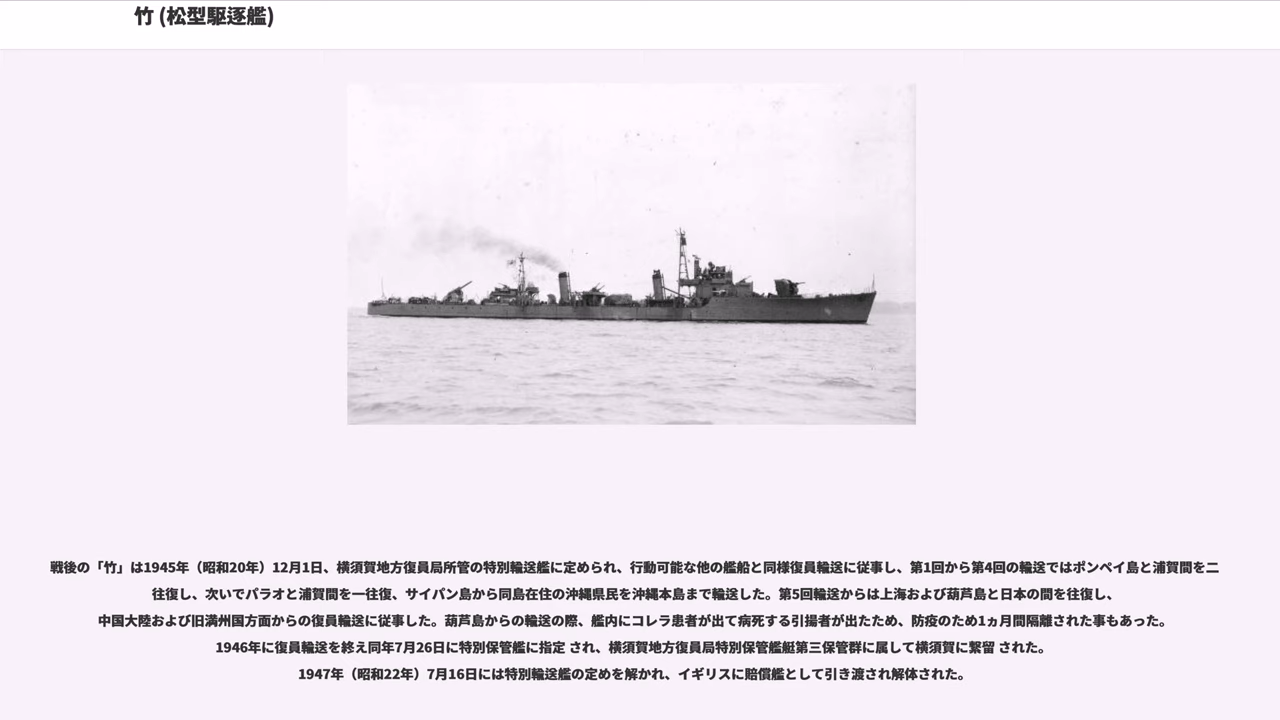 竹 (松型駆逐艦)
戦後の「竹」は1945年（昭和20年）12月1日、横須賀地方復員局所管の特別輸送艦に定められ、行動可能な他の艦船と同様復員輸送に従事し、第1回から第4回の輸送ではポンペイ島と浦賀間を二
往復し、次いでパラオと浦賀間を一往復、サイパン島から同島在住の沖縄県民を沖縄本島まで輸送した。第5回輸送からは上海および葫芦島と日本の間を往復し、
中国大陸および旧満州国方面からの復員輸送に従事した。葫芦島からの輸送の際、艦内にコレラ患者が出て病死する引揚者が出たため、防疫のため1ヵ月間隔離された事もあった。
1946年に復員輸送を終え同年7月26日に特別保管艦に指定 され、横須賀地方復員局特別保管艦艇第三保管群に属して横須賀に繋留 された。
1947年（昭和22年）7月16日には特別輸送艦の定めを解かれ、イギリスに賠償艦として引き渡され解体された。